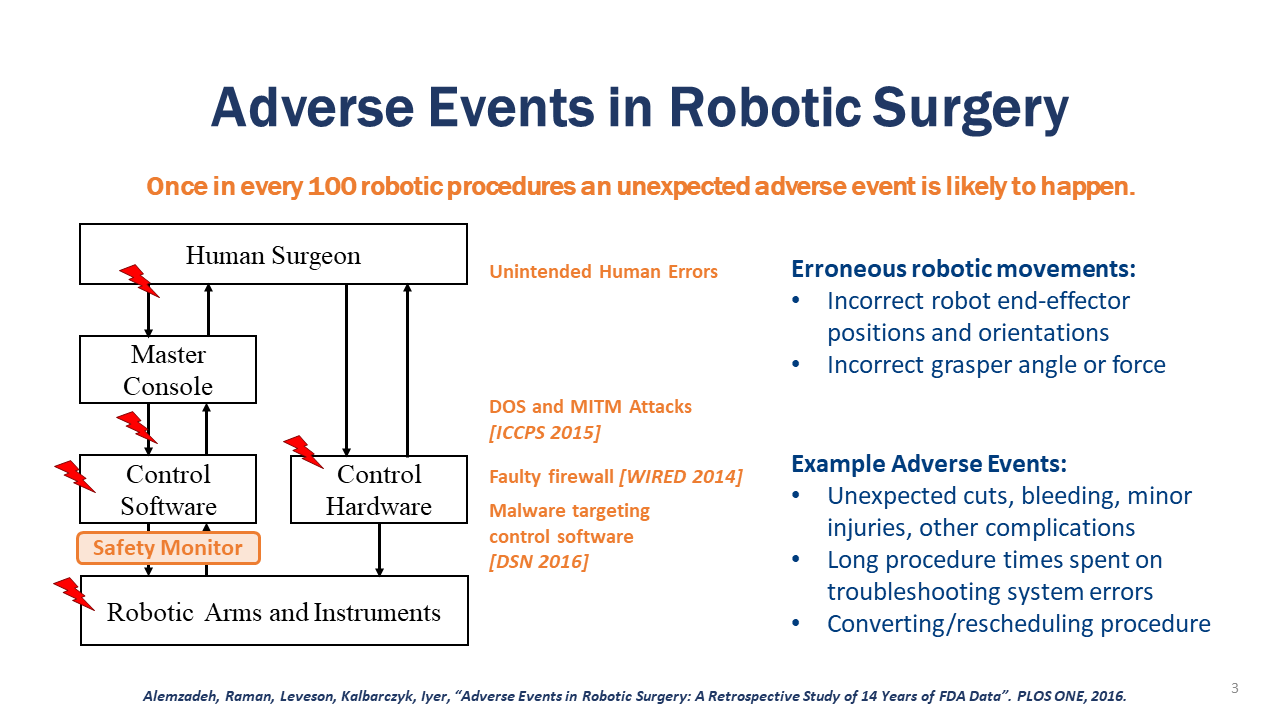 Adverse Events in Robotic Surgery
Once in every 100 robotic procedures an unexpected adverse event is likely to happen.
Human Surgeon
Master
Console
Control
Software
Control
Hardware
Safety Monitor
Robotic Arms and Instruments
Unintended Human Errors
DOS and MITM Attacks
[ICCPS 2015]
Faulty firewall [WIRED 2014]
Malware targeting
control software
[DSN 2016]
Erroneous robotic movements:
• Incorrect robot end-effector
positions and orientations
• Incorrect grasper angle or force
Example Adverse Events:
• Unexpected cuts, bleeding, minor
injuries, other complications
• Long procedure times spent on
troubleshooting system errors
• Converting/rescheduling procedure
Alemzadeh, Raman, Leveson, Kalbarczyk, Iyer, “Adverse Events in Robotic Surgery: A Retrospective Study of 14 Years of FDA Data”. PLOS ONE, 2016.
3